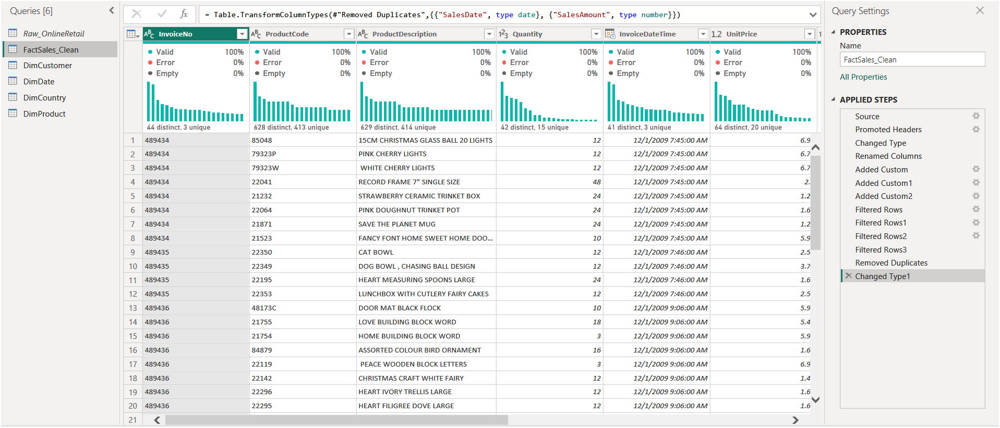 Queries [6]
Raw_OnlineRetail
FactSales_Clean
DimCustomer
DimDate
DimCountry
DimProduct
fx = Table.TransformColumnTypes(#"Removed Duplicates",{{"SalesDate", type date}, {"SalesAmount", type number}})
ABC InvoiceNo ABC ProductCode ABC ProductDescription 123 Quantity InvoiceDateTime 1.2 UnitPrice 1
Valid 100% Valid 100% Valid 100% Valid 100% Valid 100% Valid 100%
Error 0% Error 0% Error 0% Error 0% Error 0% Error 0%
Empty 0% Empty 0% Empty 0% Empty 0% Empty 0% Empty 0%
44 distinct, 3 unique 628 distinct, 413 unique 629 distinct, 414 unique 42 distinct, 15 unique 41 distinct, 3 unique 64 distinct, 20 unique
1 489434 85048 15CM CHRISTMAS GLASS BALL 20 LIGHTS 12 12/1/2009 7:45:00 AM 6.9
2 489434 79323P PINK CHERRY LIGHTS 12 12/1/2009 7:45:00 AM 6.7
3 489434 79323W WHITE CHERRY LIGHTS 12 12/1/2009 7:45:00 AM 6.7
4 489434 22041 RECORD FRAME 7" SINGLE SIZE 48 12/1/2009 7:45:00 AM 2.
5 489434 21232 STRAWBERRY CERAMIC TRINKET BOX 24 12/1/2009 7:45:00 AM 1.2
6 489434 22064 PINK DOUGHNUT TRINKET POT 24 12/1/2009 7:45:00 AM 1.6
7 489434 21871 SAVE THE PLANET MUG 24 12/1/2009 7:45:00 AM 1.2
8 489434 21523 FANCY FONT HOME SWEET HOME DOO... 10 12/1/2009 7:45:00 AM 5.9
9 489435 22350 CAT BOWL 12 12/1/2009 7:46:00 AM 2.5
10 489435 22349 DOG BOWL , CHASING BALL DESIGN 12 12/1/2009 7:46:00 AM 3.7
11 489435 22195 HEART MEASURING SPOONS LARGE 24 12/1/2009 7:46:00 AM 1.6
12 489435 22353 LUNCHBOX WITH CUTLERY FAIRY CAKES 12 12/1/2009 7:46:00 AM 2.5
13 489436 48173C DOOR MAT BLACK FLOCK 10 12/1/2009 9:06:00 AM 5.9
14 489436 21755 LOVE BUILDING BLOCK WORD 18 12/1/2009 9:06:00 AM 5.4
15 489436 21754 HOME BUILDING BLOCK WORD 3 12/1/2009 9:06:00 AM 5.9
16 489436 84879 ASSORTED COLOUR BIRD ORNAMENT 16 12/1/2009 9:06:00 AM 1.6
17 489436 22119 PEACE WOODEN BLOCK LETTERS 3 12/1/2009 9:06:00 AM 6.9
18 489436 22142 CHRISTMAS CRAFT WHITE FAIRY 12 12/1/2009 9:06:00 AM 1.4
19 489436 22296 HEART IVORY TRELLIS LARGE 12 12/1/2009 9:06:00 AM 1.6
20 489436 22295 HEART FILIGREE DOVE LARGE 12 12/1/2009 9:06:00 AM 1.6
21
Query Settings
PROPERTIES
Name
FactSales_Clean
All Properties
APPLIED STEPS
Source
Promoted Headers
Changed Type
Renamed Columns
Added Custom
Added Custom1
Added Custom2
Filtered Rows
Filtered Rows1
Filtered Rows2
Filtered Rows3
Removed Duplicates
Changed Type1